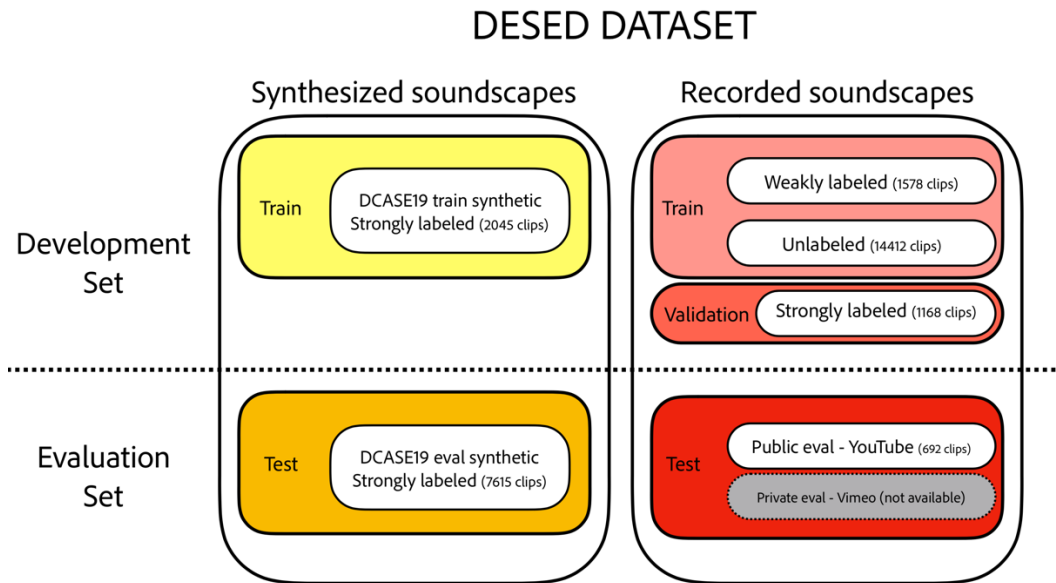 DESED DATASET
Synthesized soundscapes
Recorded soundscapes
Development
Set
Train
DCASE19 train synthetic
Strongly labeled (2045 clips)
Train
Weakly labeled (1578 clips)
Unlabeled (14412 clips)
Validation
Strongly labeled (1168 clips)
Evaluation
Set
Test
DCASE19 eval synthetic
Strongly labeled (7615 clips)
Test
Public eval - YouTube (692 clips)
Private eval - Vimeo (not available)